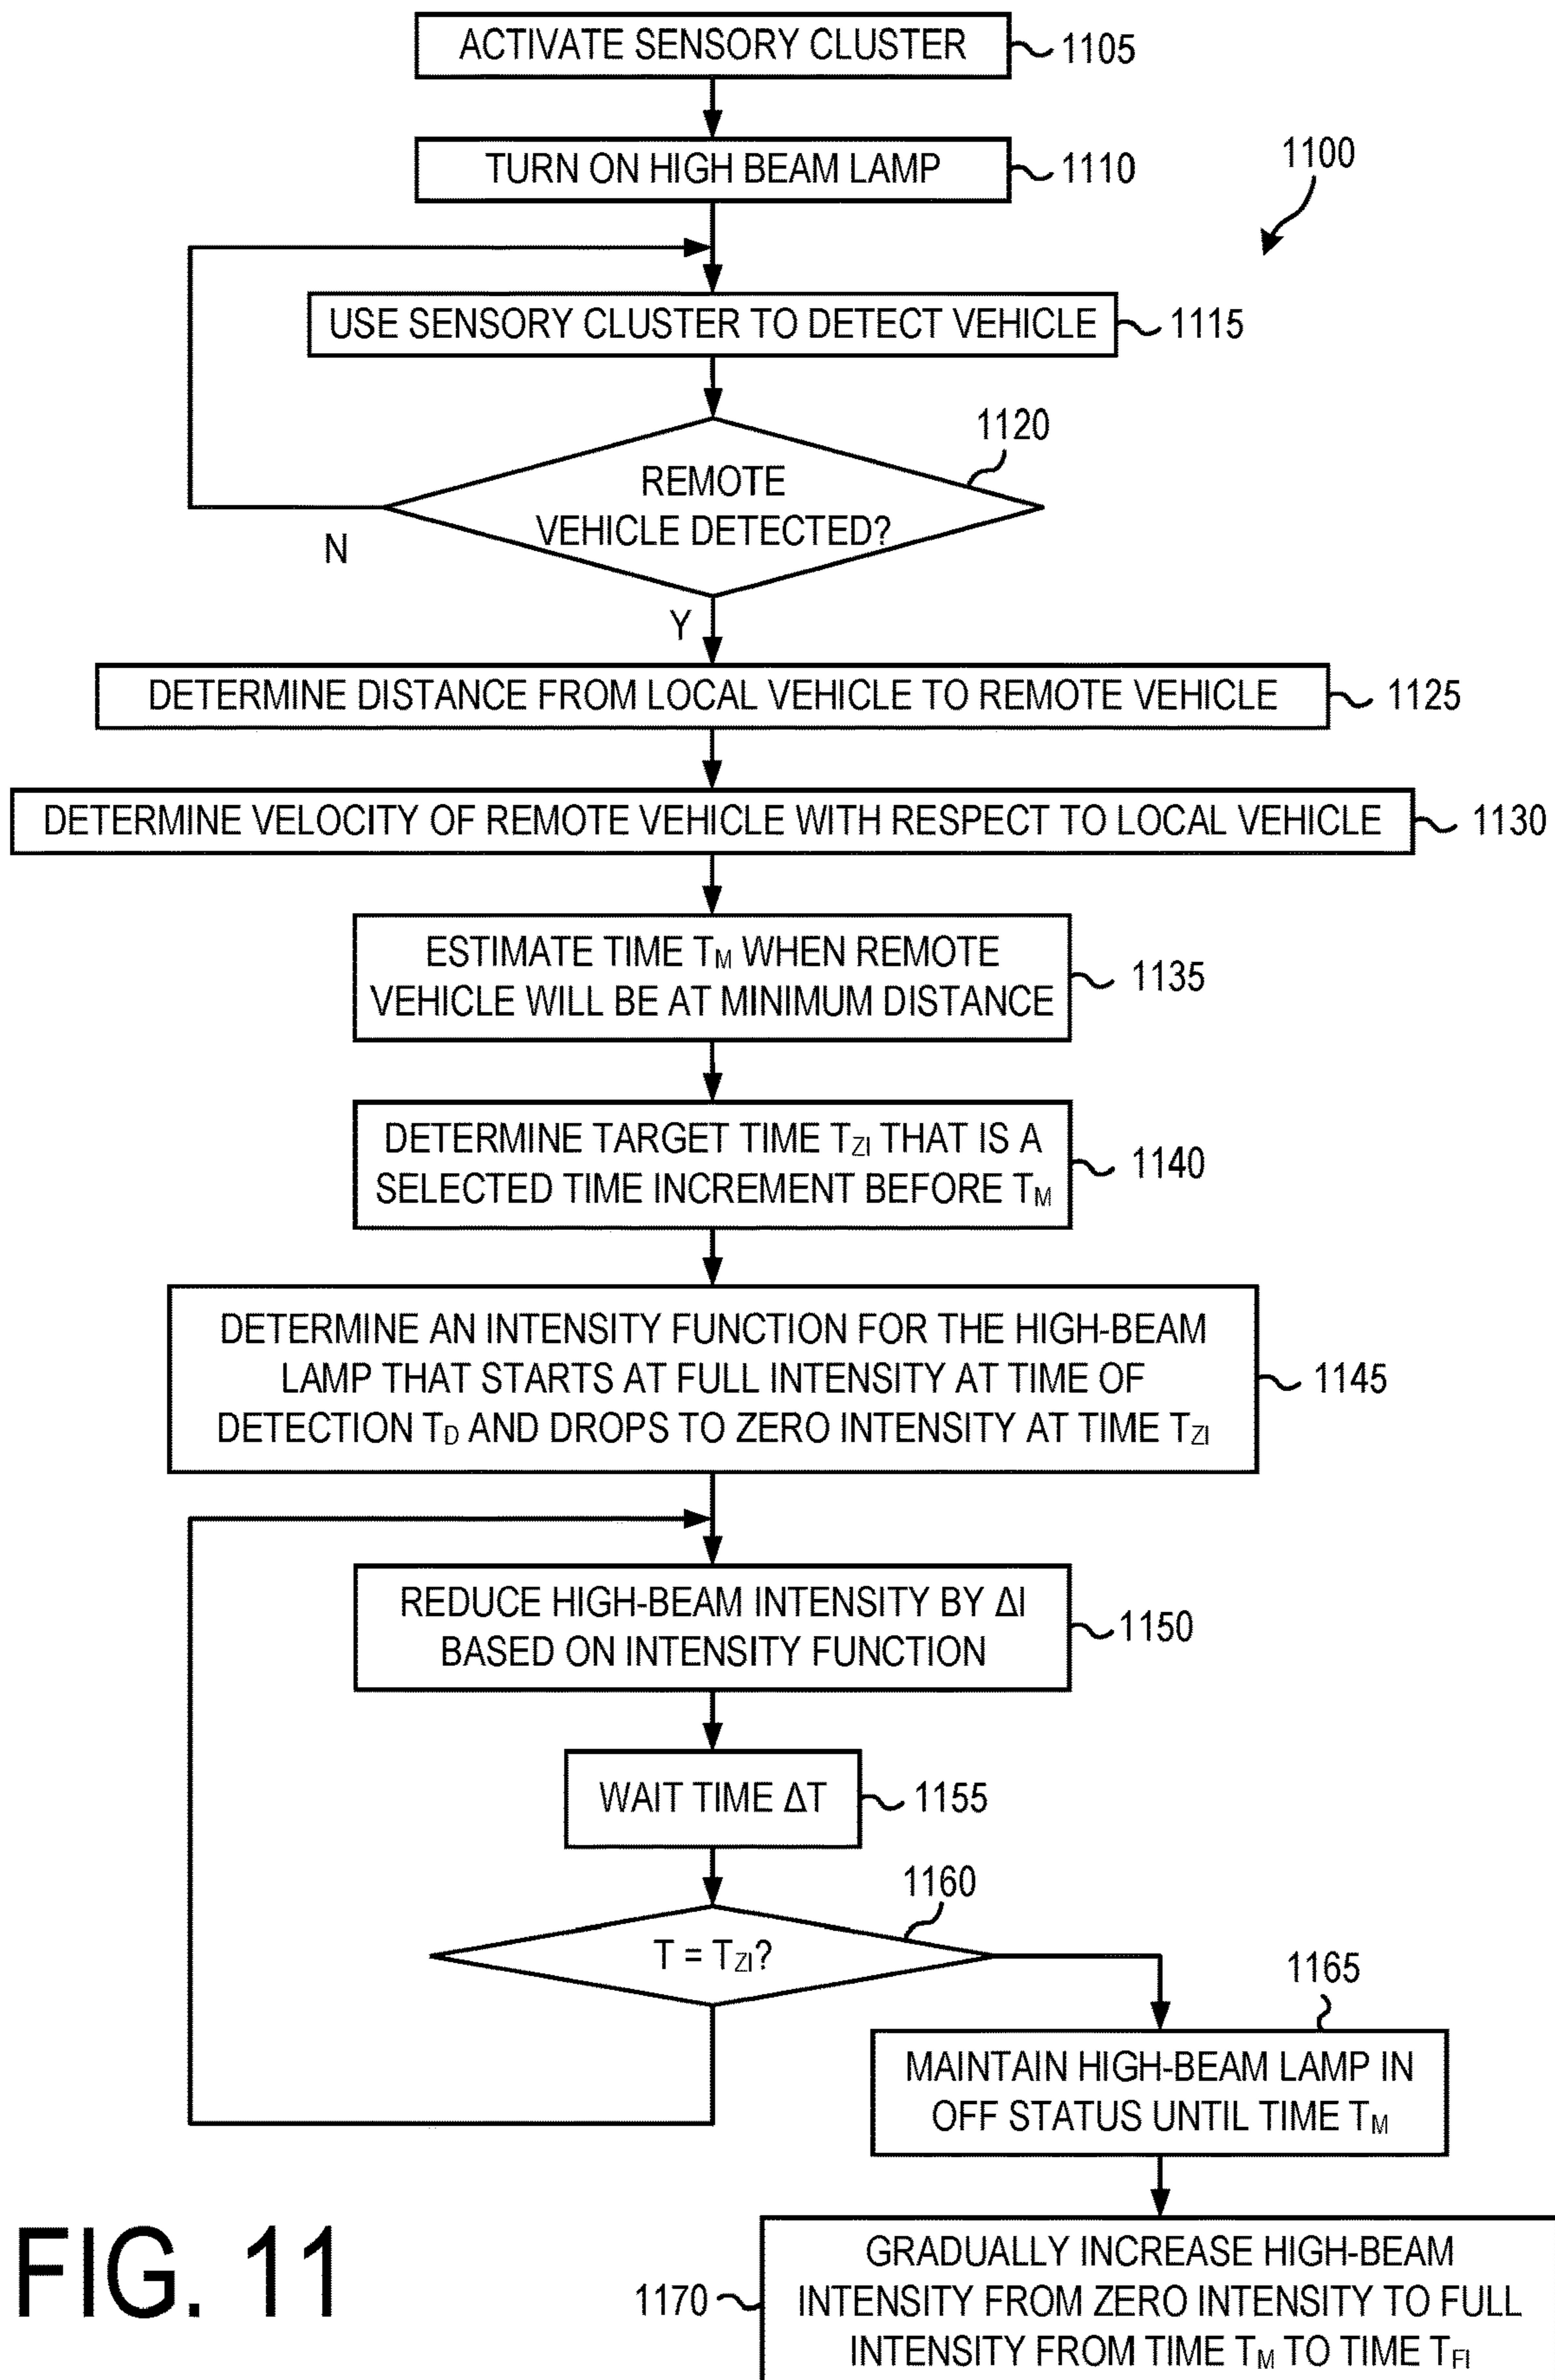 ACTIVATE SENSORY CLUSTER
1105
TURN ON HIGH BEAM LAMP
1110
1100
USE SENSORY CLUSTER TO DETECT VEHICLE
1115
1120
REMOTE
VEHICLE DETECTED?
N
Y
DETERMINE DISTANCE FROM LOCAL VEHICLE TO REMOTE VEHICLE
1125
DETERMINE VELOCITY OF REMOTE VEHICLE WITH RESPECT TO LOCAL VEHICLE
1130
ESTIMATE TIME TM WHEN REMOTE
VEHICLE WILL BE AT MINIMUM DISTANCE
1135
DETERMINE TARGET TIME TZI THAT IS A
SELECTED TIME INCREMENT BEFORE TM
1140
DETERMINE AN INTENSITY FUNCTION FOR THE HIGH-BEAM
LAMP THAT STARTS AT FULL INTENSITY AT TIME OF
DETECTION TD AND DROPS TO ZERO INTENSITY AT TIME TZI
1145
REDUCE HIGH-BEAM INTENSITY BY ΔI
BASED ON INTENSITY FUNCTION
1150
WAIT TIME ΔT
1155
1160
T = TZI?
1165
MAINTAIN HIGH-BEAM LAMP IN
OFF STATUS UNTIL TIME TM
GRADUALLY INCREASE HIGH-BEAM
INTENSITY FROM ZERO INTENSITY TO FULL
INTENSITY FROM TIME TM TO TIME TFI
1170
FIG. 11